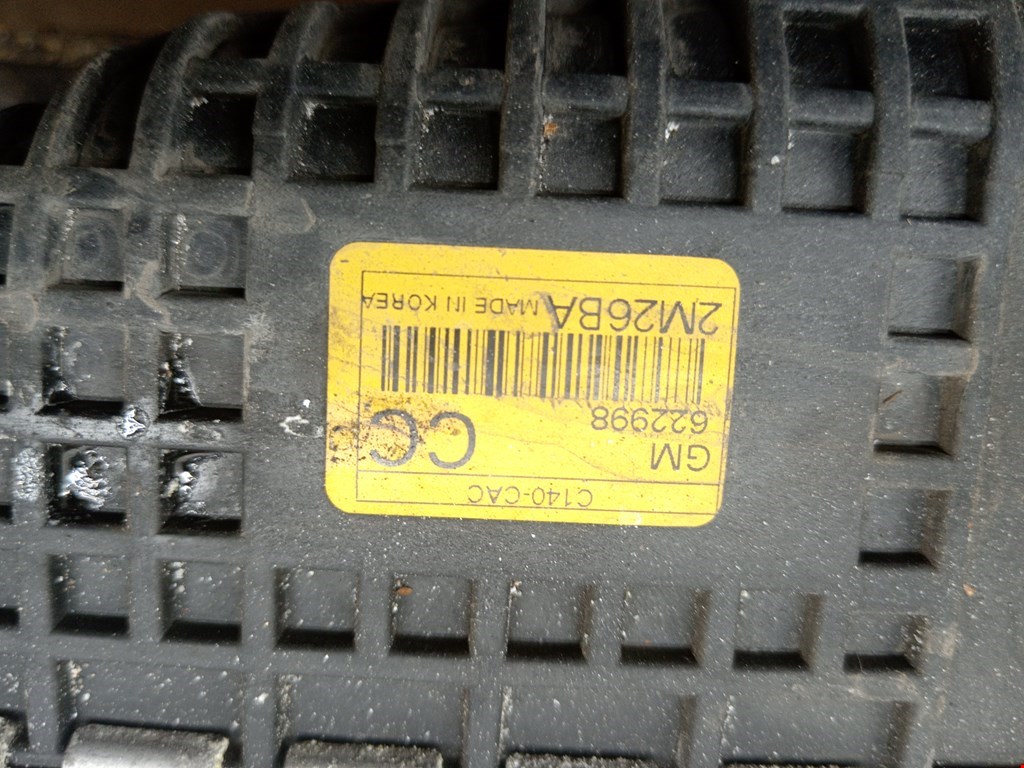 C140-CAC
GM CC
622998
2M26BA MADE IN KOREA